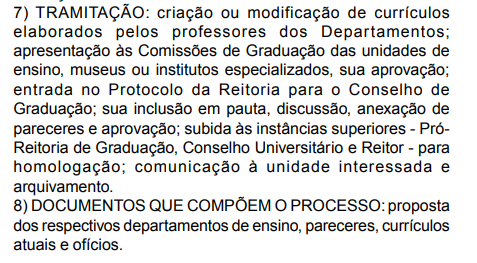 7) TRAMITAÇÃO: criação ou modificação de currículos
elaborados pelos professores dos Departamentos;
apresentação às Comissões de Graduação das unidades de
ensino, museus ou institutos especializados, sua aprovação;
entrada no Protocolo da Reitoria para o Conselho de
Graduação; sua inclusão em pauta, discussão, anexação de
pareceres e aprovação; subida às instâncias superiores - Pró-
Reitoria de Graduação, Conselho Universitário e Reitor - para
homologação; comunicação à unidade interessada e
arquivamento.
8) DOCUMENTOS QUE COMPÕEM O PROCESSO: proposta
dos respectivos departamentos de ensino, pareceres, currículos
atuais e ofícios.